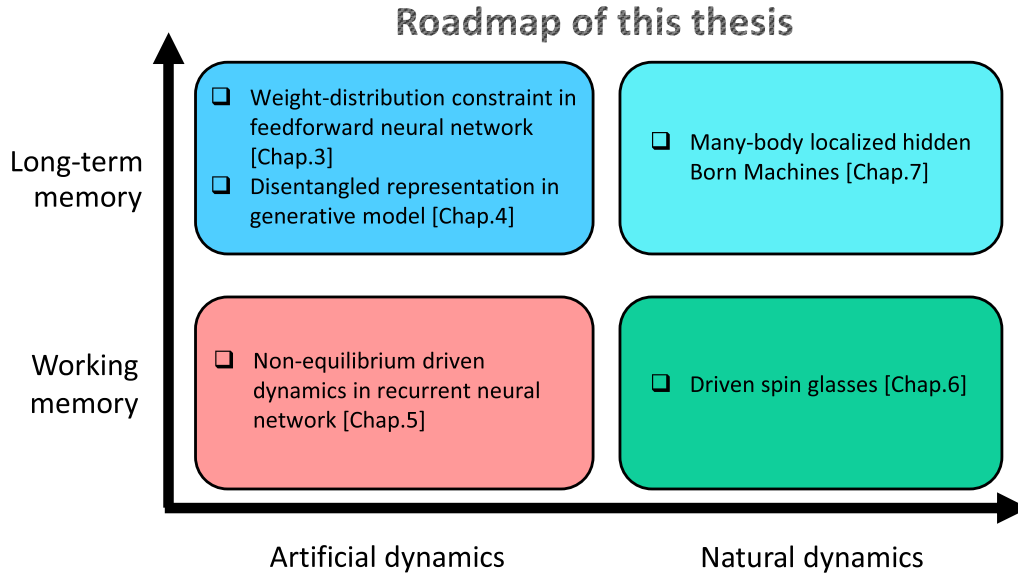 Roadmap of this thesis
Long-term
memory
❑ Weight-distribution constraint in
feedforward neural network
[Chap.3]
❑ Disentangled representation in
generative model [Chap.4]
❑ Many-body localized hidden
Born Machines [Chap.7]
Working
memory
❑ Non-equilibrium driven
dynamics in recurrent neural
network [Chap.5]
❑ Driven spin glasses [Chap.6]
Artificial dynamics
Natural dynamics